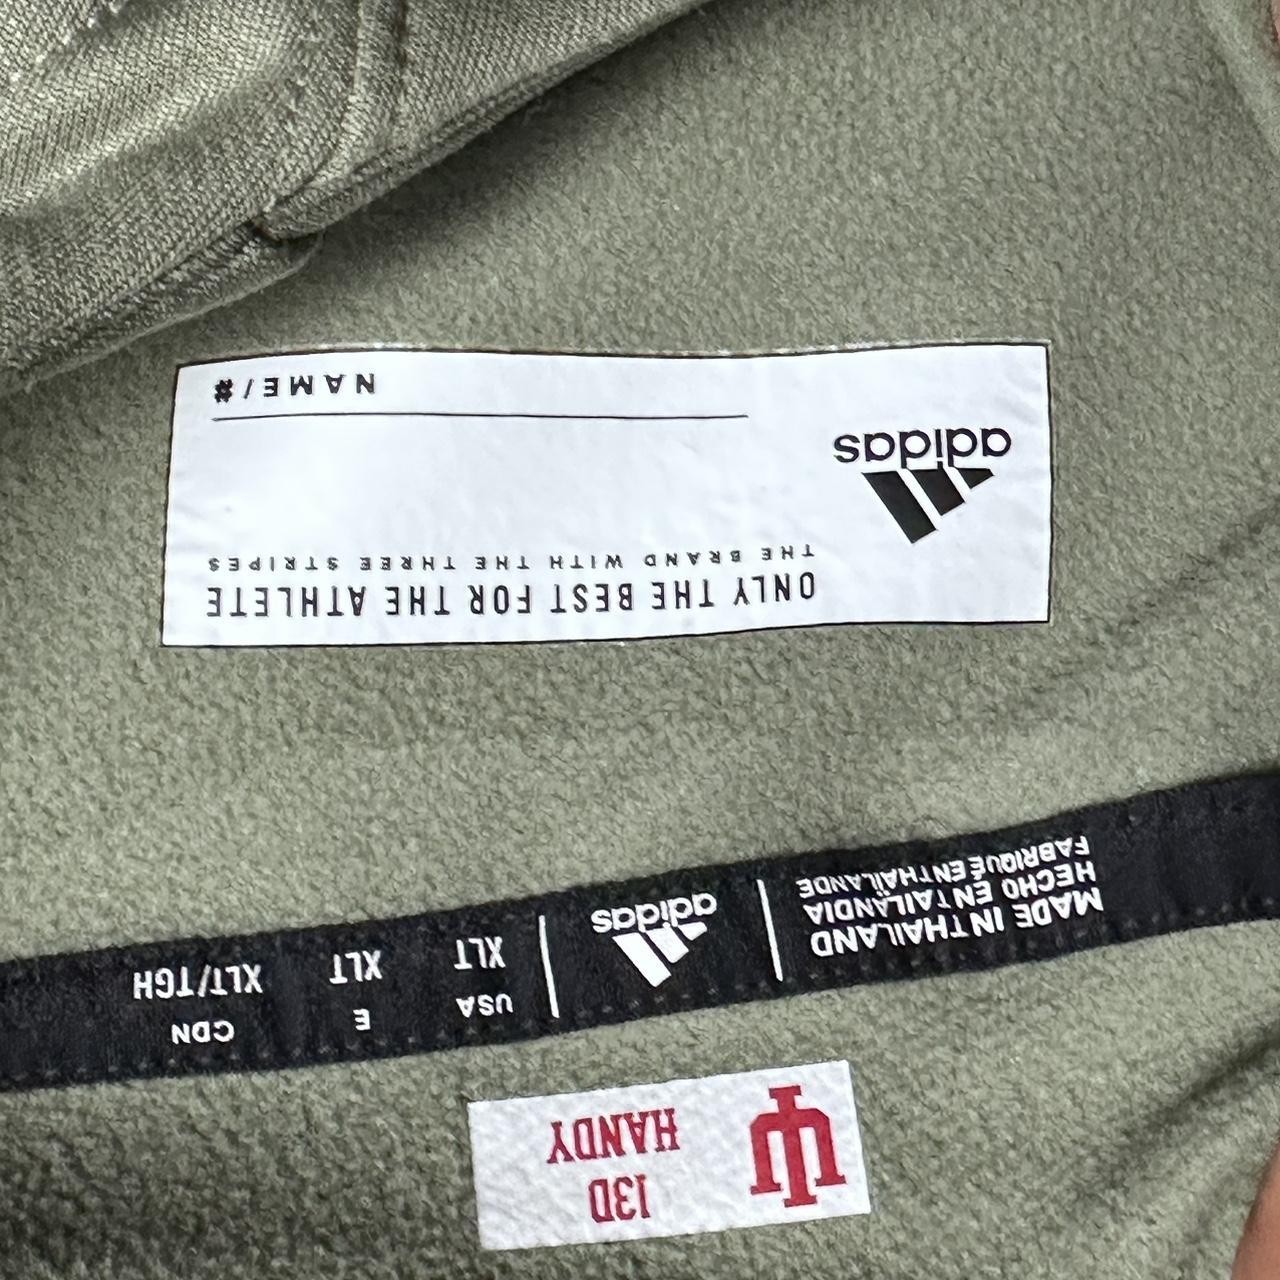 13D
HANDY
USA
XLT
E
XLT
CDN
XLT/TGH
adidas
MADE IN THAILAND
HECHO EN TAILANDIA
FABRIQUÉ EN THAÏLANDE
ONLY THE BEST FOR THE ATHLETE
THE BRAND WITH THE THREE STRIPES
adidas
NAME/#